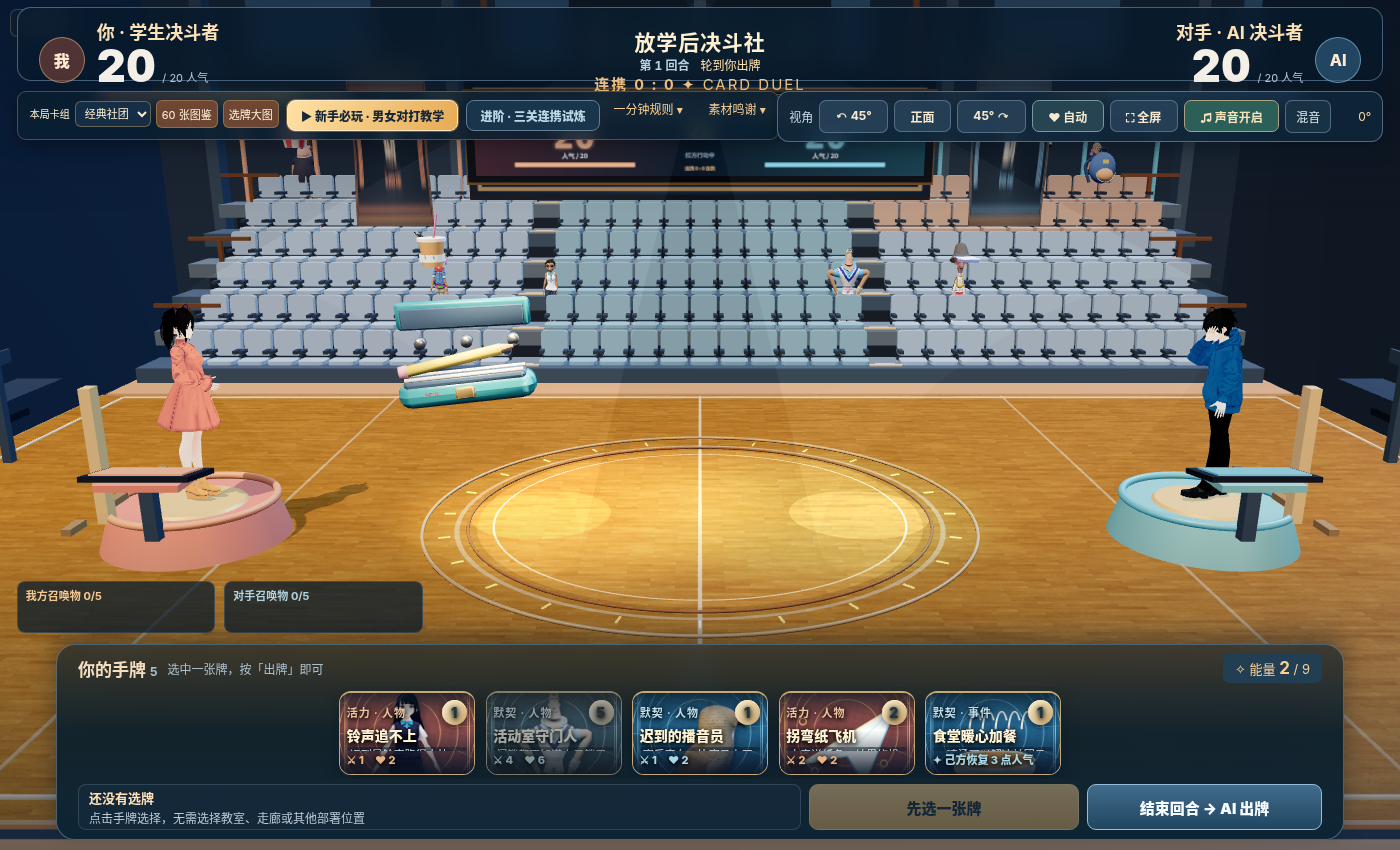 我
你 · 学生决斗者
20 / 20 人气
放学后决斗社
第 1 回合 轮到你出牌
连携 0 : 0 ✦ CARD DUEL
对手 · AI 决斗者
20 / 20 人气
AI
本局卡组 经典社团 60 张图鉴 选牌大图 ▶ 新手必玩 · 男女对打教学 进阶 · 三关连携试炼 一分钟规则 ▾ 素材鸣谢 ▾
视角 ↶ 45° 正面 45° ↷ ♥ 自动 ⛶ 全屏 ♫ 声音开启 混音 0°
人气 / 20
人气 / 20
我方召唤物 0/5
对手召唤物 0/5
你的手牌 5 选中一张牌，按「出牌」即可
✧ 能量 2 / 9
活力 · 人物 1
铃声追不上
⚔ 1 ♥ 2
默契 · 人物 5
活动室守门人
⚔ 4 ♥ 6
默契 · 人物 1
迟到的播音员
⚔ 1 ♥ 2
活力 · 人物 2
拐弯纸飞机
⚔ 2 ♥ 2
默契 · 事件 1
食堂暖心加餐
✦ 己方恢复 3 点人气
还没有选牌
点击手牌选择，无需选择教室、走廊或其他部署位置
先选一张牌
结束回合 → AI 出牌